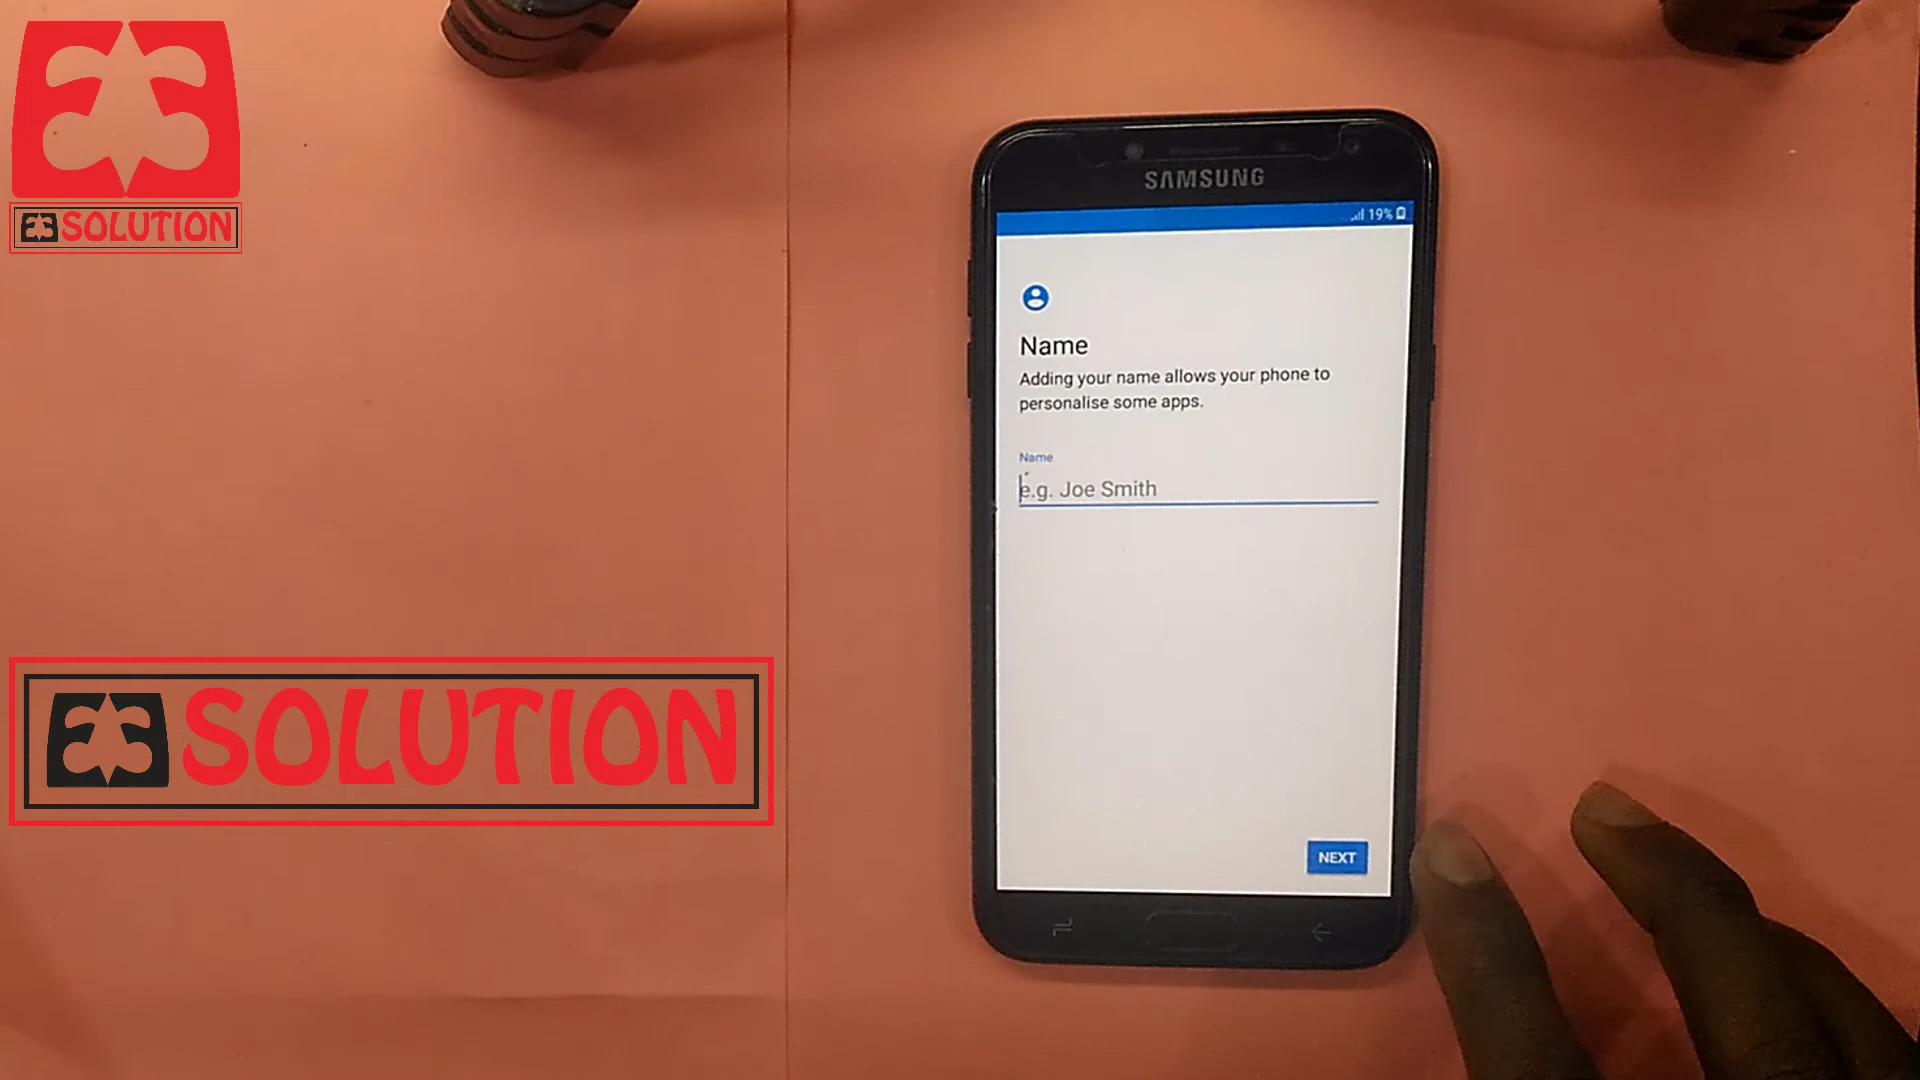 SOLUTION
SAMSUNG
19%
Name
Adding your name allows your phone to
personalise some apps.
Name
e.g. Joe Smith
SOLUTION
NEXT